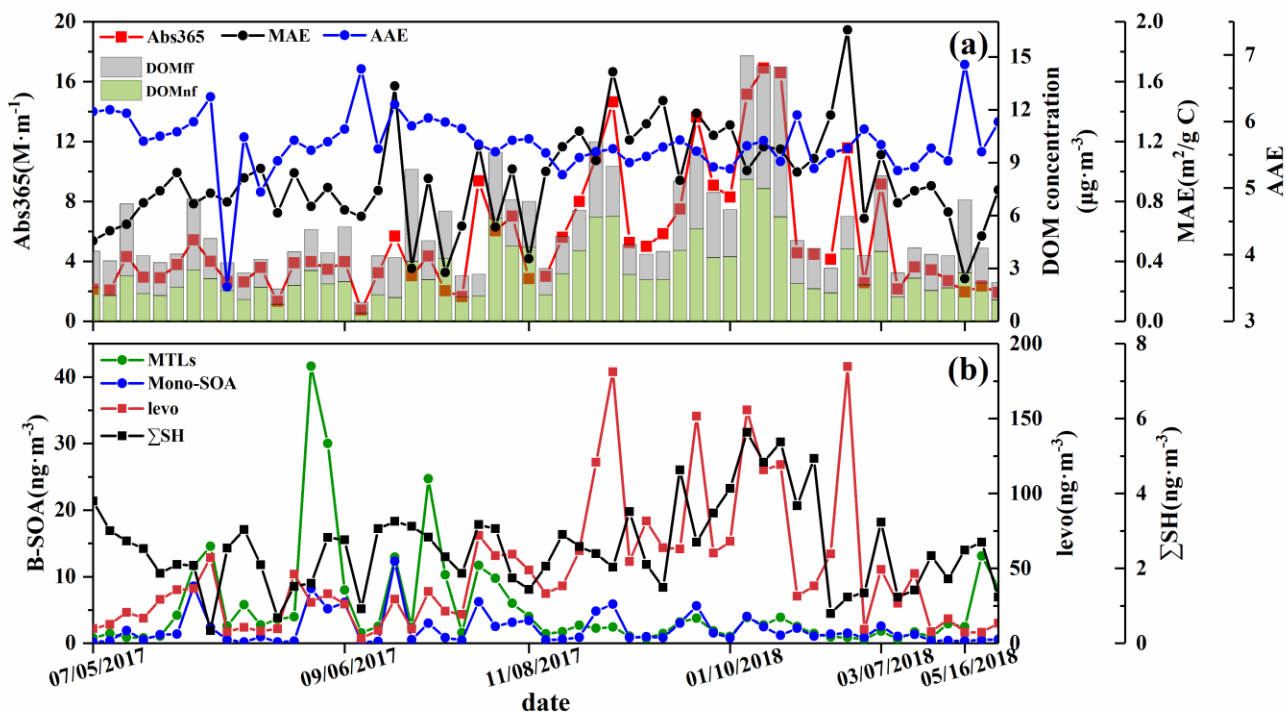 (a)
Abs365 MAE AAE
DOMff
DOMnf
20
16
12
8
4
0
Abs365(M·m⁻¹)
15
12
9
6
3
0
DOM concentration
(μg·m⁻³)
2.0
1.6
1.2
0.8
0.4
0.0
MAE(m²/g C)
7
6
5
4
3
AAE
(b)
MTLs
Mono-SOA
levo
∑SH
40
30
20
10
0
B-SOA(ng·m⁻³)
200
150
100
50
0
levo(ng·m⁻³)
8
6
4
2
0
∑SH(ng·m⁻³)
07/05/2017
09/06/2017
11/08/2017
01/10/2018
03/07/2018
05/16/2018
date